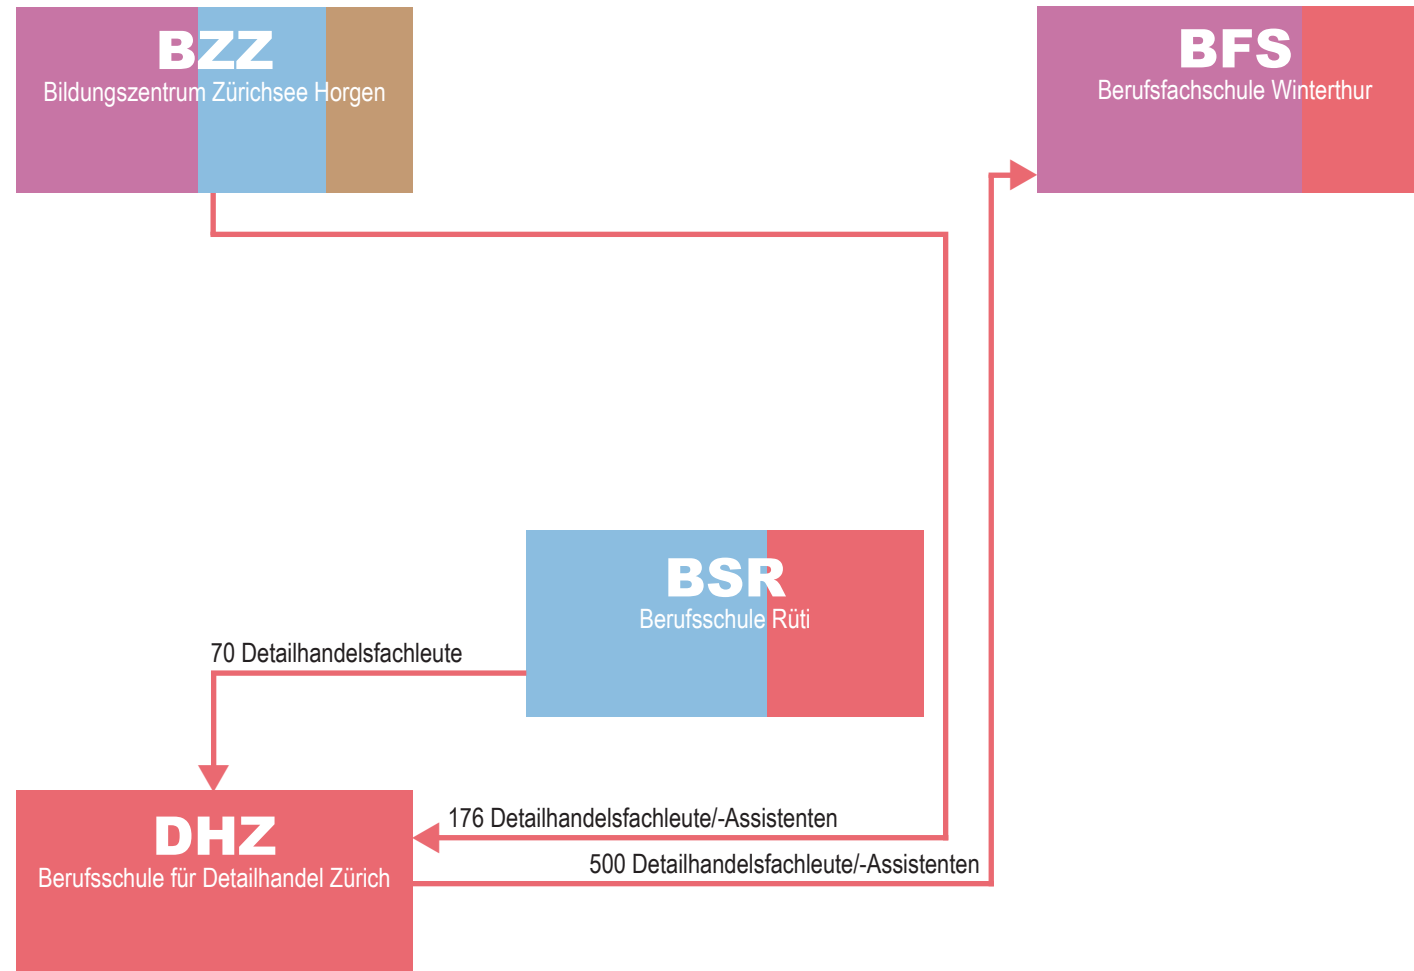 BZZ
Bildungszentrum Zürichsee Horgen
BFS
Berufsfachschule Winterthur
BSR
Berufsschule Rüti
70 Detailhandelsfachleute
DHZ
Berufsschule für Detailhandel Zürich
176 Detailhandelsfachleute/-Assistenten
500 Detailhandelsfachleute/-Assistenten